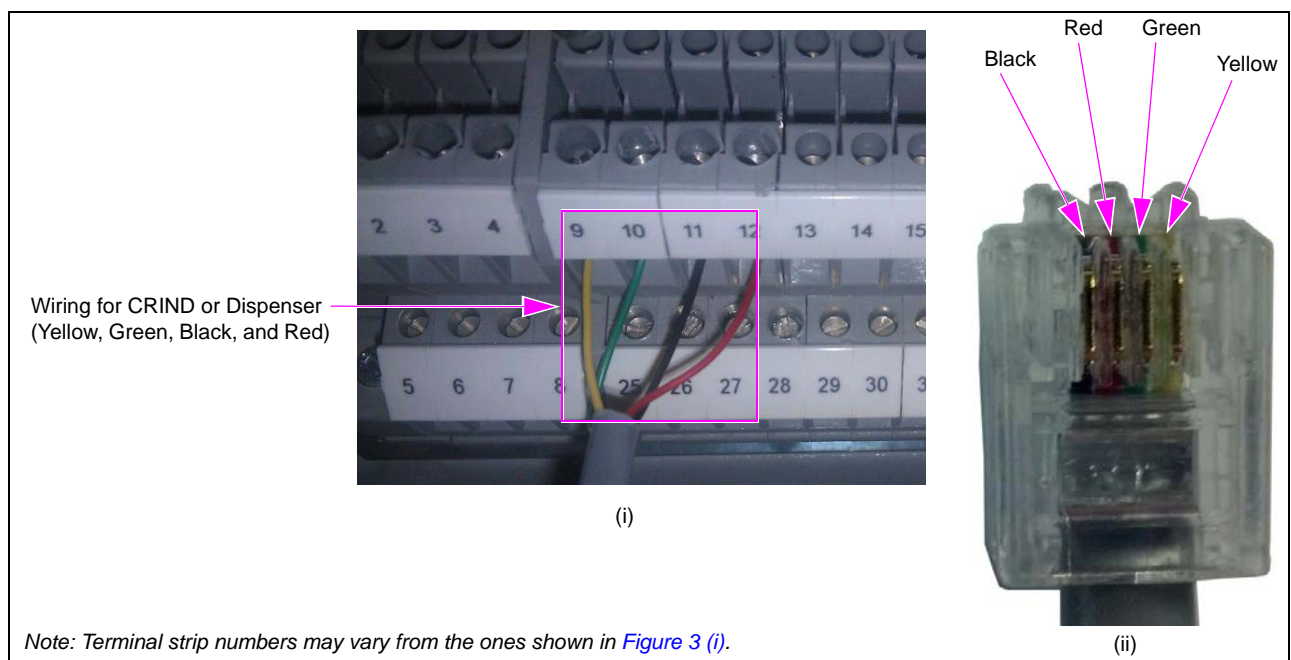 Red Green
Black Yellow
2 3 4 9 10 11 12 13 14 15
Wiring for CRIND or Dispenser
(Yellow, Green, Black, and Red)
5 6 7 8 25 26 27 28 29 30 3
(i)
Note: Terminal strip numbers may vary from the ones shown in Figure 3 (i).
(ii)